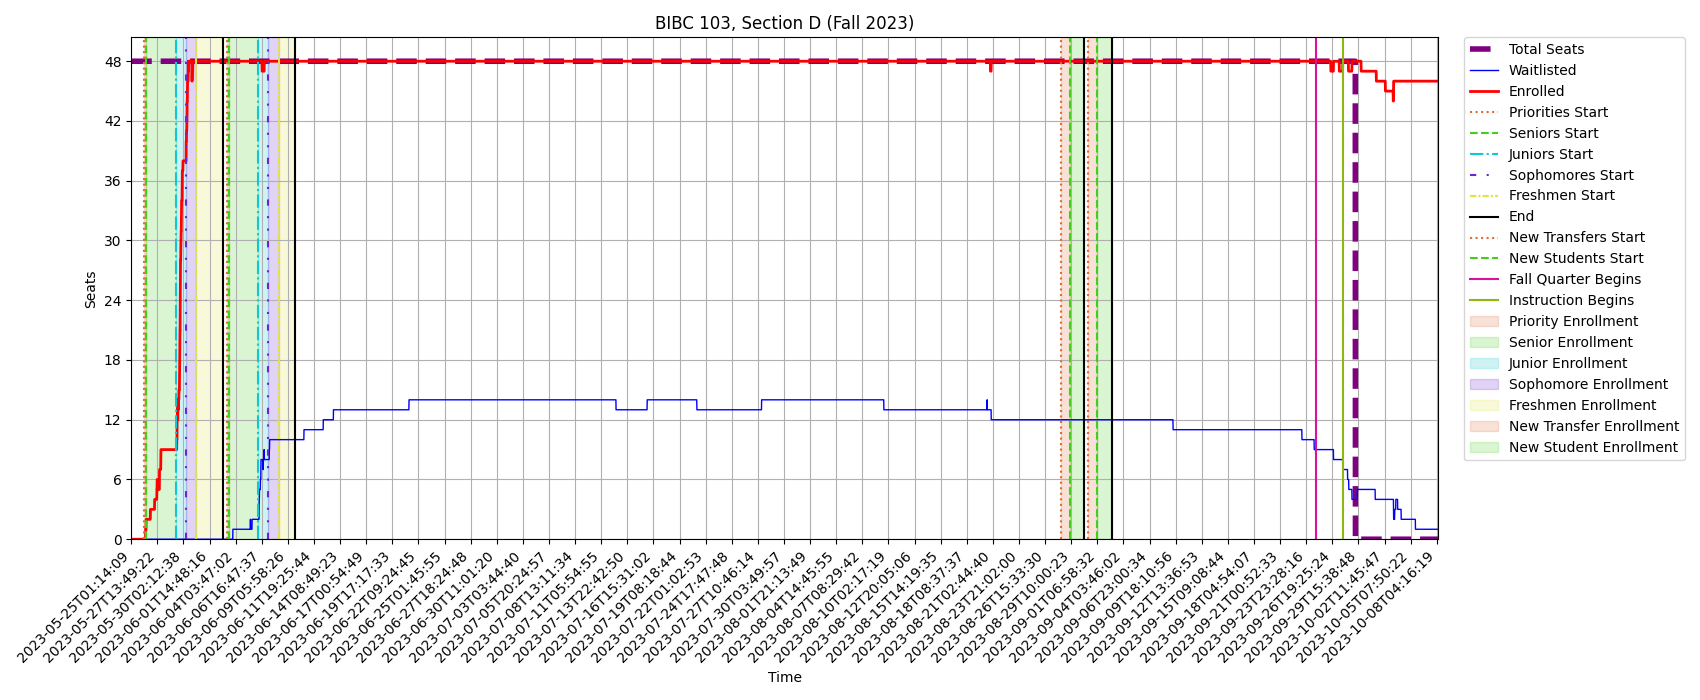 BIBC 103, Section D (Fall 2023)
Seats
48
42
36
30
24
18
12
6
0
2023-05-25T01:14:09
2023-05-27T13:49:22
2023-05-30T02:12:38
2023-06-01T14:48:16
2023-06-04T03:47:02
2023-06-06T16:47:37
2023-06-09T05:58:26
2023-06-11T19:25:44
2023-06-14T08:49:23
2023-06-17T00:54:49
2023-06-19T17:17:33
2023-06-22T09:24:45
2023-06-25T01:45:55
2023-06-27T18:24:48
2023-06-30T11:01:20
2023-07-03T03:44:40
2023-07-05T20:24:57
2023-07-08T13:11:34
2023-07-11T05:54:55
2023-07-13T22:42:50
2023-07-16T15:31:02
2023-07-19T08:18:44
2023-07-22T01:02:53
2023-07-24T17:47:48
2023-07-27T10:46:14
2023-07-30T03:49:57
2023-08-01T21:13:49
2023-08-04T14:45:55
2023-08-07T08:29:42
2023-08-10T02:17:19
2023-08-12T20:05:06
2023-08-15T14:19:35
2023-08-18T08:37:37
2023-08-21T02:44:40
2023-08-23T21:02:00
2023-08-26T15:33:30
2023-08-29T10:00:23
2023-09-01T06:58:32
2023-09-04T03:46:02
2023-09-06T23:00:34
2023-09-09T18:10:56
2023-09-12T13:36:53
2023-09-15T09:08:44
2023-09-18T04:54:07
2023-09-21T00:52:33
2023-09-23T23:28:16
2023-09-26T19:25:24
2023-09-29T15:38:48
2023-10-02T11:45:47
2023-10-05T07:50:22
2023-10-08T04:16:19
Time
Total Seats
Waitlisted
Enrolled
Priorities Start
Seniors Start
Juniors Start
Sophomores Start
Freshmen Start
End
New Transfers Start
New Students Start
Fall Quarter Begins
Instruction Begins
Priority Enrollment
Senior Enrollment
Junior Enrollment
Sophomore Enrollment
Freshmen Enrollment
New Transfer Enrollment
New Student Enrollment